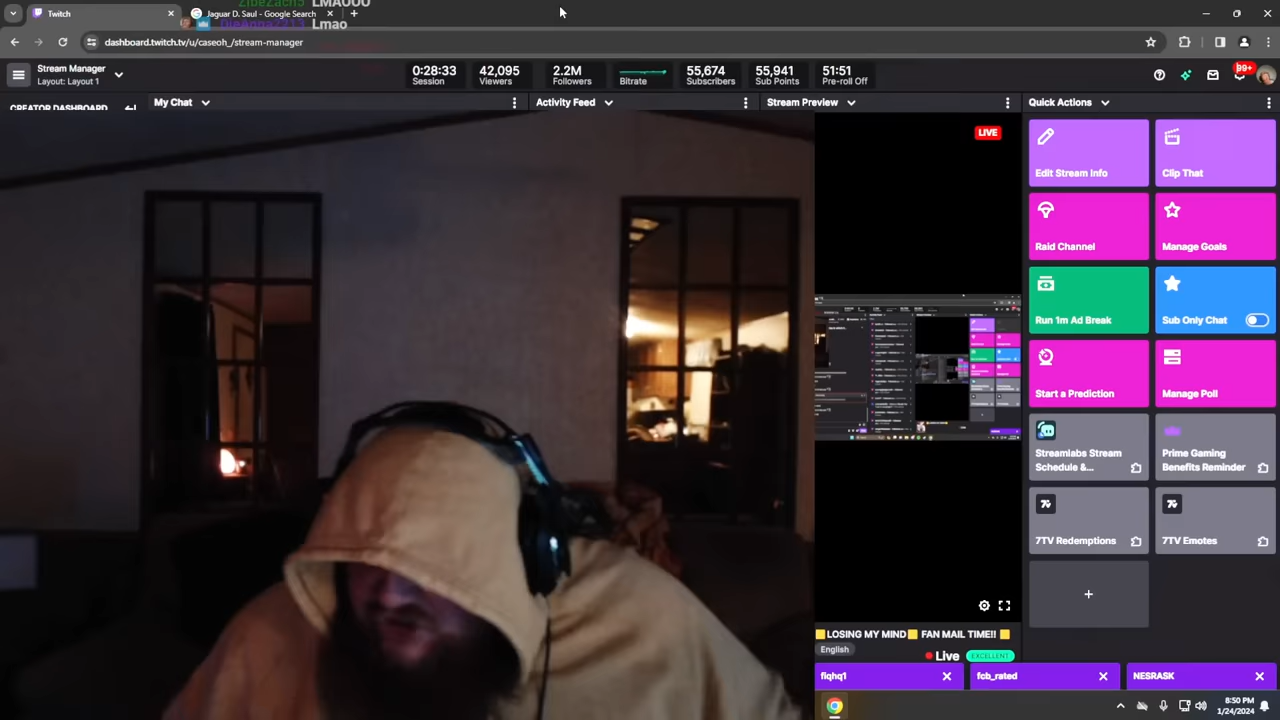 ZibeZach5 LMAOOO
Twitch
Jaguar D. Saul - Google Search
Lmao
dashboard.twitch.tv/u/caseoh_/stream-manager
Stream Manager
Layout: Layout 1
0:28:33
Session
42,095
Viewers
2.2M
Followers
Bitrate
55,674
Subscribers
55,941
Sub Points
51:51
Pre-roll Off
99+
CREATOR DASHBOARD
My Chat
Activity Feed
Stream Preview
Quick Actions
LIVE
Edit Stream Info
Clip That
Raid Channel
Manage Goals
Run 1m Ad Break
Sub Only Chat
Start a Prediction
Manage Poll
Streamlabs Stream
Schedule &...
Prime Gaming
Benefits Reminder
7TV Redemptions
7TV Emotes
LOSING MY MIND FAN MAIL TIME!!
English
Live
EXCELLENT
fiqhq1
fcb_rated
NESRASK
8:50 PM
1/24/2024